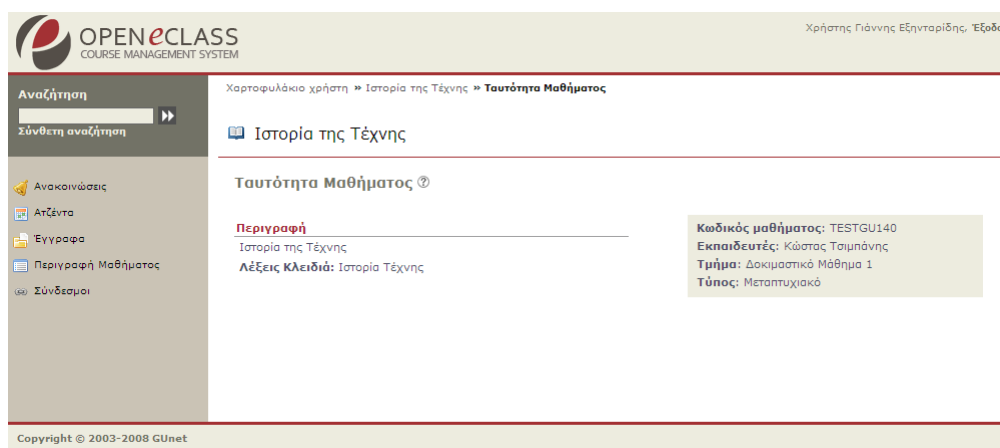 OPEN eCLASS
COURSE MANAGEMENT SYSTEM
Χρήστης Γιάννης Εξηνταρίδης,
Αναζήτηση
Σύνθετη αναζήτηση
Χαρτοφυλάκιο χρήστη » Ιστορία της Τέχνης » Ταυτότητα Μαθήματος
Ιστορία της Τέχνης
Ανακοινώσεις
Ατζέντα
Έγγραφα
Περιγραφή Μαθήματος
Σύνδεσμοι
Ταυτότητα Μαθήματος
Περιγραφή
Ιστορία της Τέχνης
Λέξεις Κλειδιά: Ιστορία Τέχνης
Κωδικός μαθήματος: TESTGU140
Εκπαιδευτές: Κώστας Τσιμπάνης
Τμήμα: Δοκιμαστικό Μάθημα 1
Τύπος: Μεταπτυχιακό
Copyright © 2003-2008 GUnet